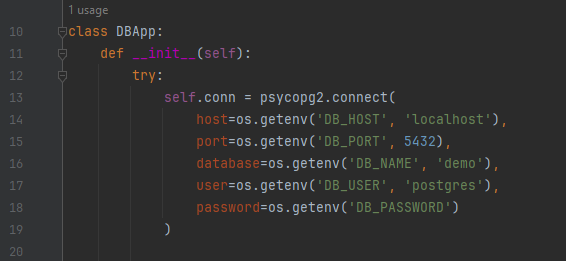 1 usage
10 class DBApp:
11     def __init__(self):
12         try:
13             self.conn = psycopg2.connect(
14                 host=os.getenv('DB_HOST', 'localhost'),
15                 port=os.getenv('DB_PORT', 5432),
16                 database=os.getenv('DB_NAME', 'demo'),
17                 user=os.getenv('DB_USER', 'postgres'),
18                 password=os.getenv('DB_PASSWORD')
19             )
20